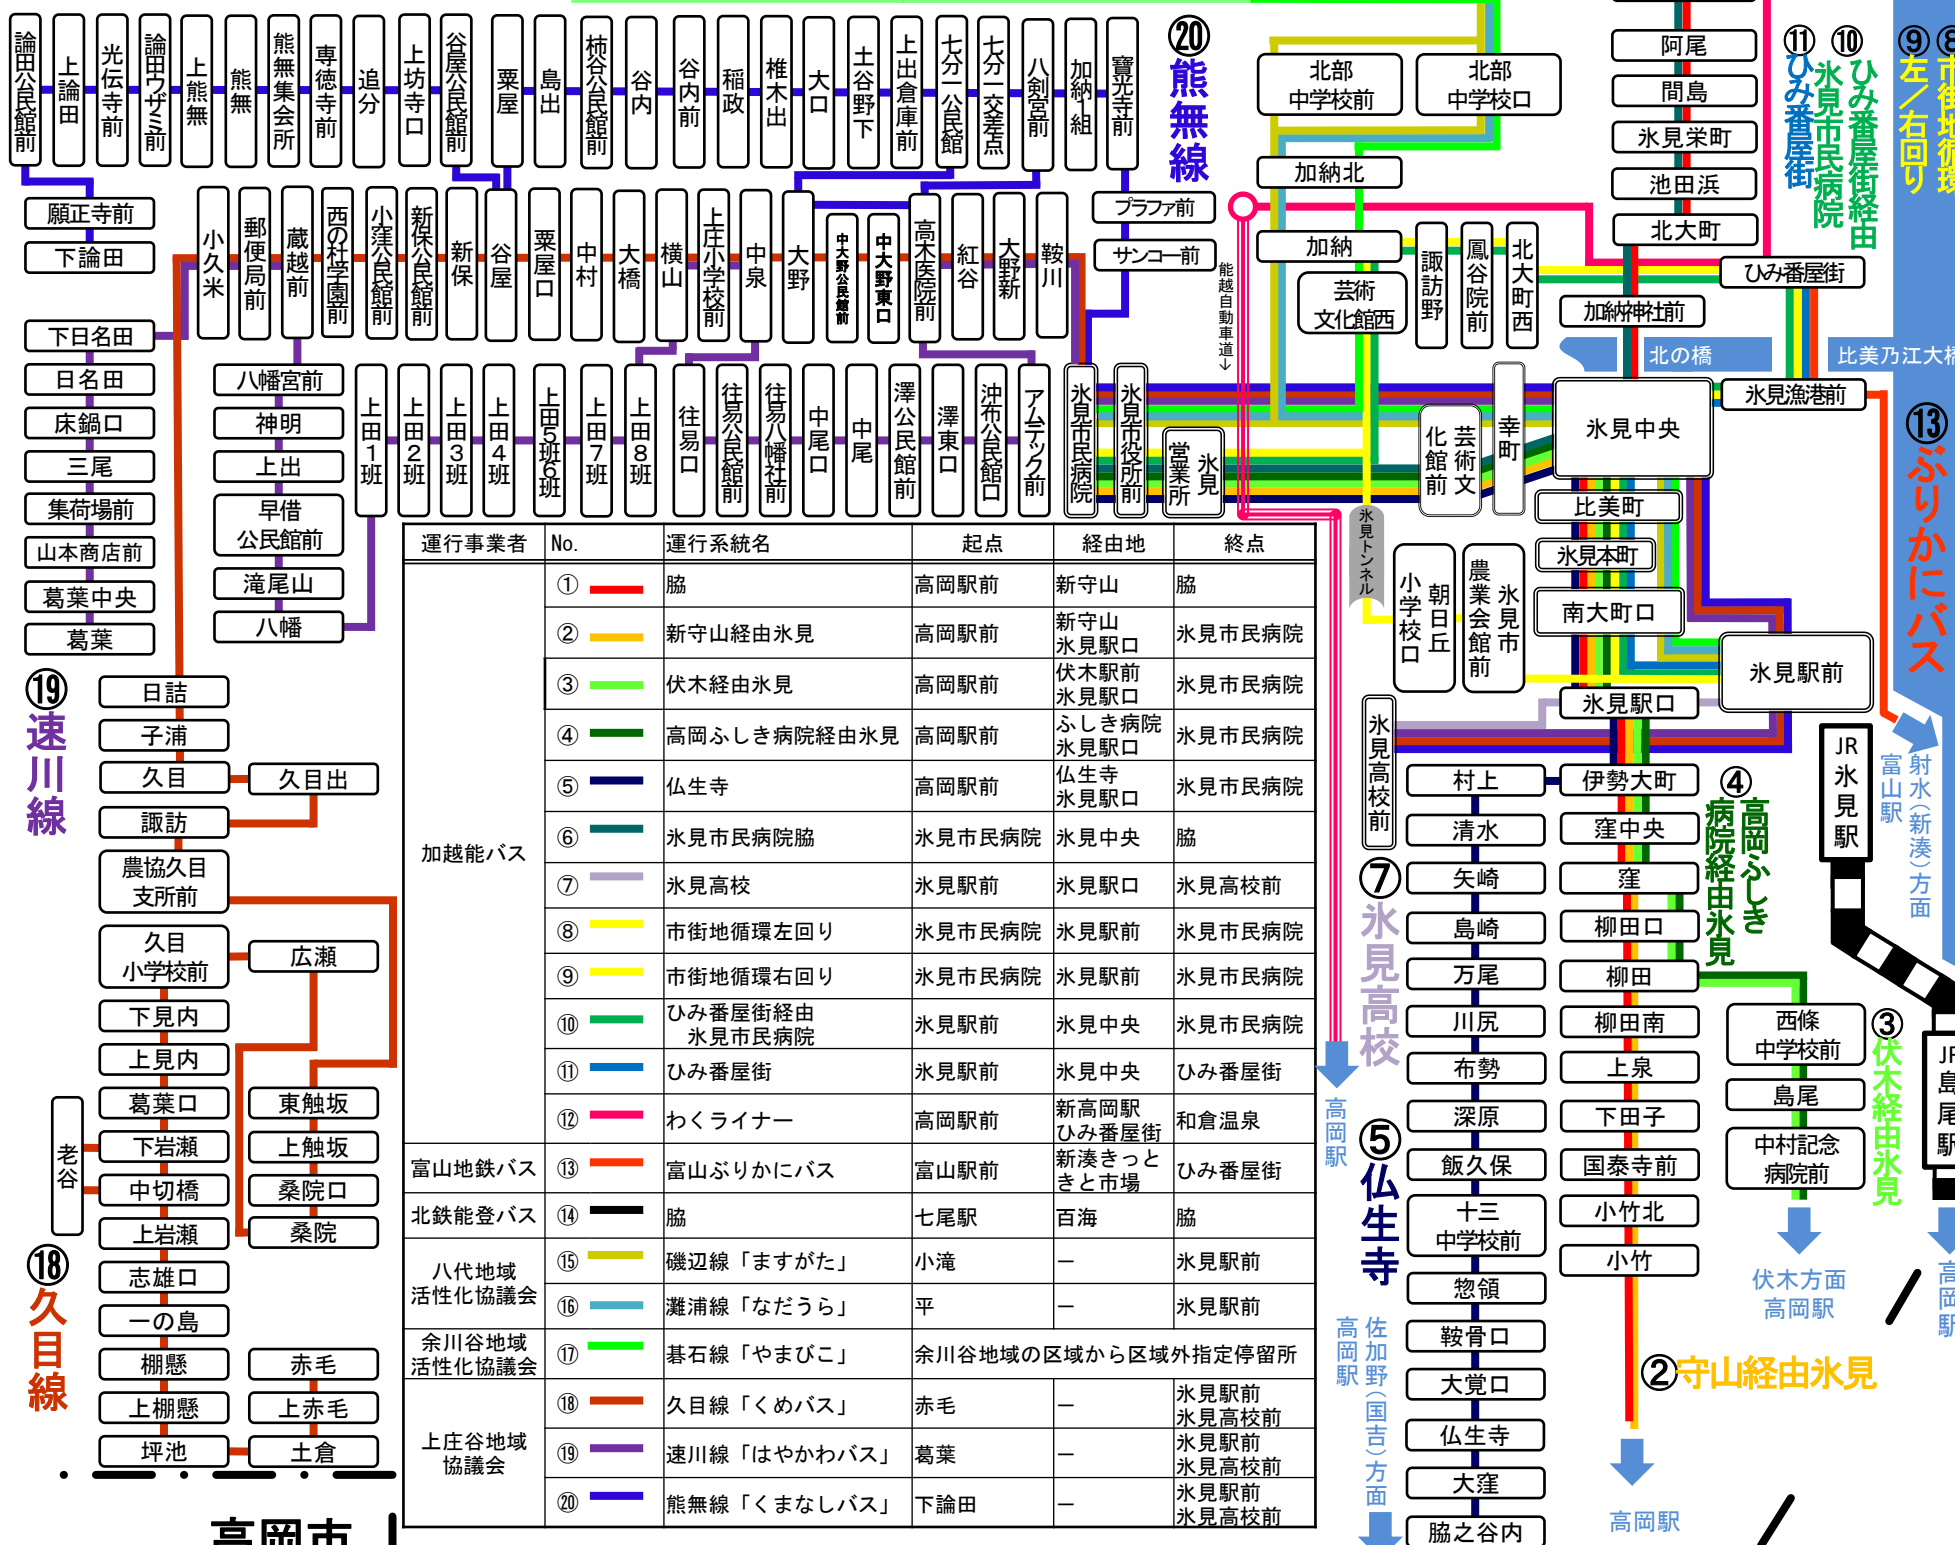 論田公民館前
上論田
光伝寺前
論田ウザミ前
上熊無
熊無
熊無集会所
専徳寺前
追分
上坊寺口
谷屋公民館前
粟屋
島出
柿谷公民館前
谷内
谷内前
稲政
椎木出
大口
土谷野下
上出倉庫前
七分一公民館
七分一交差点
八剣宮前
加納1組
寶光寺前
⑳熊無線
願正寺前
下論田
小久米
郵便局前
蔵越前
西の杜学園前
小窪公民館前
新保公民館前
新保
谷屋
粟屋口
中村
大橋
横山
上庄小学校前
中泉
大野
中大野公民館前
中大野東口
高木医院前
紅谷
大野新
鞍川
プラファ前
サンコー前
北部
中学校前
北部
中学校口
加納北
加納
芸術
文化館西
諏訪野
鳳谷院前
北大町西
能越自動車道↓
阿尾
間島
氷見栄町
池田浜
北大町
ひみ番屋街
加納神社前
⑪ひみ番屋街
⑩ひみ番屋街経由
氷見市民病院
⑨左／右回り
⑧市街地循環
北の橋
比美乃江大橋
氷見漁港前
⑬ぶりかにバス
下日名田
日名田
床鍋口
三尾
集荷場前
山本商店前
葛葉中央
葛葉
⑲速川線
八幡宮前
神明
上出
早借
公民館前
滝尾山
八幡
上田1班
上田2班
上田3班
上田4班
上田5班6班
上田7班
上田8班
往易口
往易公民館前
往易八幡社前
中尾口
中尾
澤公民館前
澤東口
沖布公民館口
アムテック前
氷見市民病院
氷見市役所前
氷見
営業所
芸術文
化館前
幸町
氷見中央
比美町
氷見本町
南大町口
氷見駅前
氷見駅口
氷見トンネル
朝日丘
小学校口
氷見市
農業会館前
氷見高校前
⑦氷見高校
日詰
子浦
久目
久目出
諏訪
農協久目
支所前
久目
小学校前
広瀬
下見内
上見内
葛葉口
東触坂
下岩瀬
上触坂
老谷
中切橋
桑院口
上岩瀬
桑院
志雄口
一の島
棚懸
赤毛
上棚懸
上赤毛
坪池
土倉
⑱久目線
高岡市
運行事業者 No. 運行系統名 起点 経由地 終点
加越能バス
① 脇 高岡駅前 新守山 脇
② 新守山経由氷見 高岡駅前 新守山 氷見駅口 氷見市民病院
③ 伏木経由氷見 高岡駅前 伏木駅前 氷見駅口 氷見市民病院
④ 高岡ふしき病院経由氷見 高岡駅前 ふしき病院 氷見駅口 氷見市民病院
⑤ 仏生寺 高岡駅前 仏生寺 氷見駅口 氷見市民病院
⑥ 氷見市民病院脇 氷見市民病院 氷見中央 脇
⑦ 氷見高校 氷見駅前 氷見駅口 氷見高校前
⑧ 市街地循環左回り 氷見市民病院 氷見駅前 氷見市民病院
⑨ 市街地循環右回り 氷見市民病院 氷見駅前 氷見市民病院
⑩ ひみ番屋街経由 氷見市民病院 氷見駅前 氷見中央 氷見市民病院
⑪ ひみ番屋街 氷見駅前 氷見中央 ひみ番屋街
⑫ わくライナー 高岡駅前 新高岡駅 ひみ番屋街 和倉温泉
富山地鉄バス ⑬ 富山ぶりかにバス 富山駅前 新湊きっときと市場 ひみ番屋街
北鉄能登バス ⑭ 脇 七尾駅 百海 脇
八代地域
活性化協議会
⑮ 磯辺線「ますがた」 小滝 － 氷見駅前
⑯ 灘浦線「なだうら」 平 － 氷見駅前
余川谷地域
活性化協議会
⑰ 碁石線「やまびこ」 余川谷地域の区域から区域外指定停留所
上庄谷地域
協議会
⑱ 久目線「くめバス」 赤毛 － 氷見駅前 氷見高校前
⑲ 速川線「はやかわバス」 葛葉 － 氷見駅前 氷見高校前
⑳ 熊無線「くまなしバス」 下論田 － 氷見駅前 氷見高校前
高岡駅
⑤仏生寺
佐加野（国吉）方面
高岡駅
村上
清水
矢崎
島崎
万尾
川尻
布勢
深原
飯久保
十三
中学校前
惣領
鞍骨口
大覚口
仏生寺
大窪
脇之谷内
伊勢大町
窪中央
窪
柳田口
柳田
柳田南
上泉
下田子
国泰寺前
小竹北
小竹
④高岡ふしき
病院経由氷見
西條
中学校前
島尾
中村記念
病院前
③伏木経由氷見
伏木方面
高岡駅
②守山経由氷見
高岡駅
JR氷見駅
射水（新湊）方面
富山駅
JR島尾駅
高岡駅